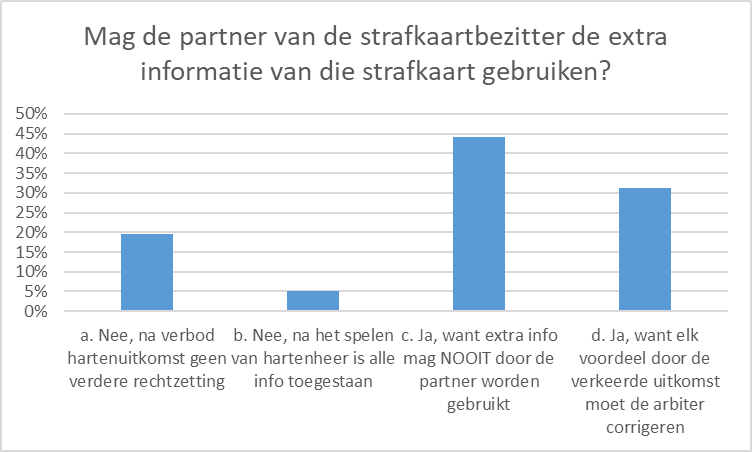 Mag de partner van de strafkaartbezitter de extra
informatie van die strafkaart gebruiken?
50%
45%
40%
35%
30%
25%
20%
15%
10%
5%
0%
a. Nee, na verbod
hartenuitkomst geen
verdere rechtzetting
b. Nee, na het spelen
van hartenheer is alle
info toegestaan
c. Ja, want extra info
mag NOOIT door de
partner worden
gebruikt
d. Ja, want elk
voordeel door de
verkeerde uitkomst
moet de arbiter
corrigeren